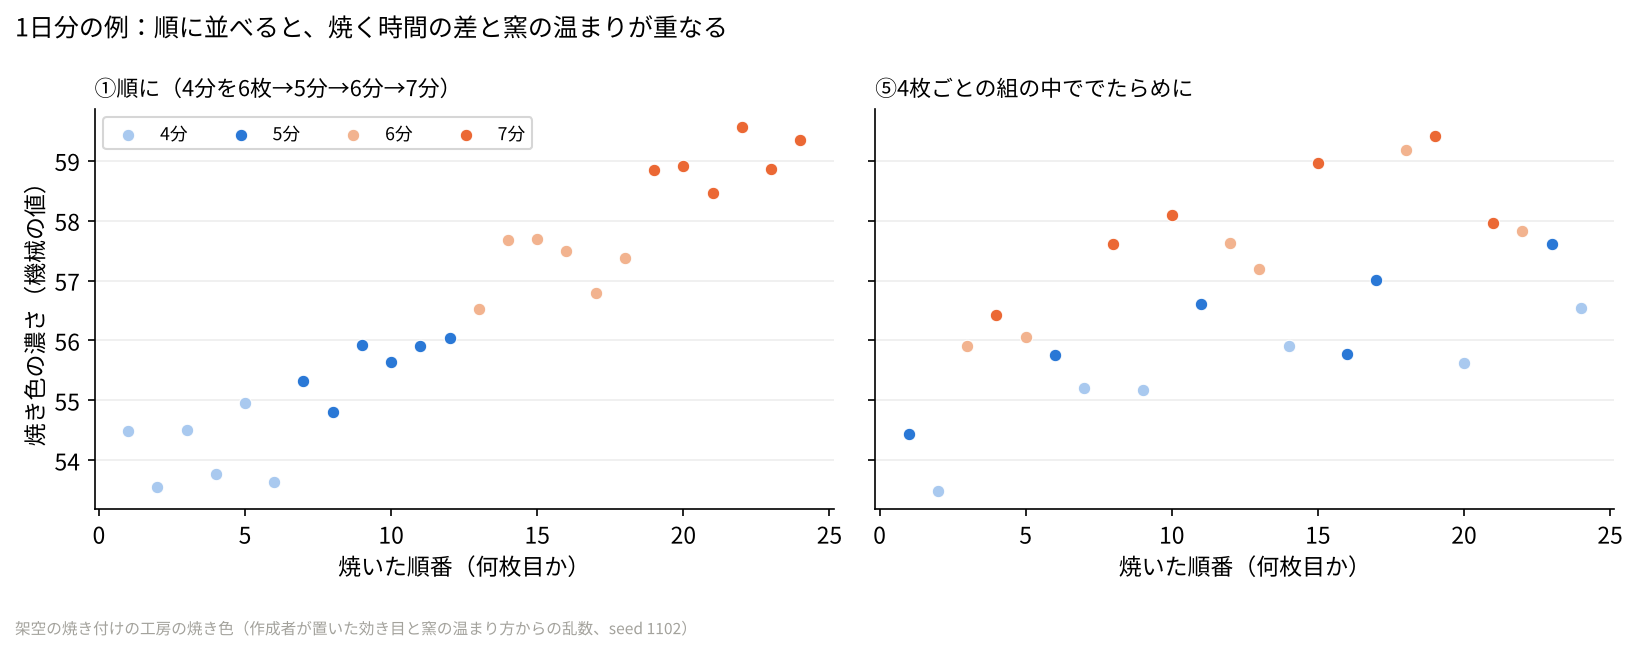 1日分の例：順に並べると、焼く時間の差と窯の温まりが重なる
①順に（4分を6枚→5分→6分→7分）
4分 5分 6分 7分
59
58
57
56
55
54
焼き色の濃さ（機械の値）
0 5 10 15 20 25
焼いた順番（何枚目か）
⑤4枚ごとの組の中ででたらめに
0 5 10 15 20 25
焼いた順番（何枚目か）
架空の焼き付けの工房の焼き色（作成者が置いた効き目と窯の温まり方からの乱数、seed 1102）